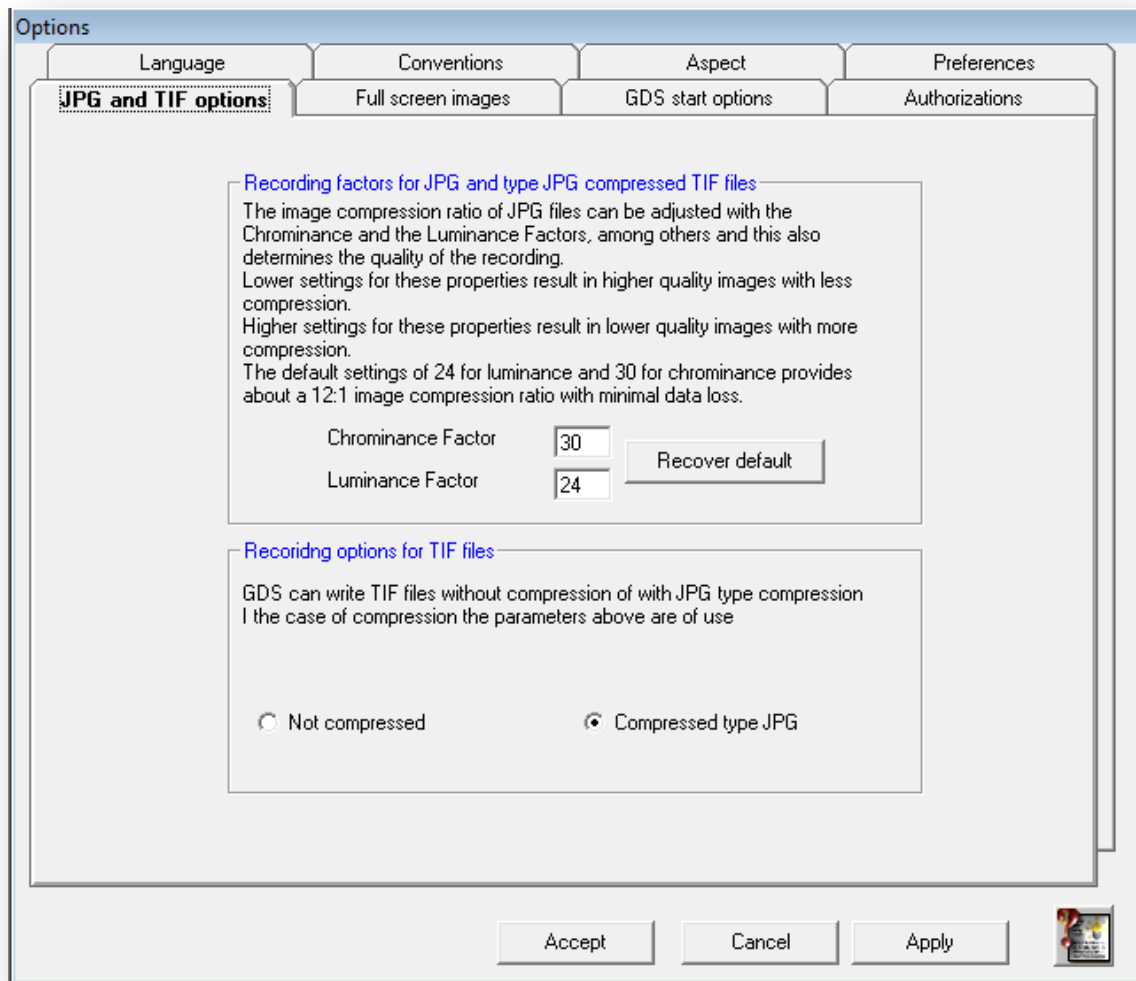 Options
Language Conventions Aspect Preferences
JPG and TIF options Full screen images GDS start options Authorizations
Recording factors for JPG and type JPG compressed TIF files
The image compression ratio of JPG files can be adjusted with the
Chrominance and the Luminance Factors, among others and this also
determines the quality of the recording.
Lower settings for these properties result in higher quality images with less
compression.
Higher settings for these properties result in lower quality images with more
compression.
The default settings of 24 for luminance and 30 for chrominance provides
about a 12:1 image compression ratio with minimal data loss.
Chrominance Factor 30
Recover default
Luminance Factor 24
Recoridng options for TIF files
GDS can write TIF files without compression of with JPG type compression
I the case of compression the parameters above are of use
Not compressed Compressed type JPG
Accept Cancel Apply